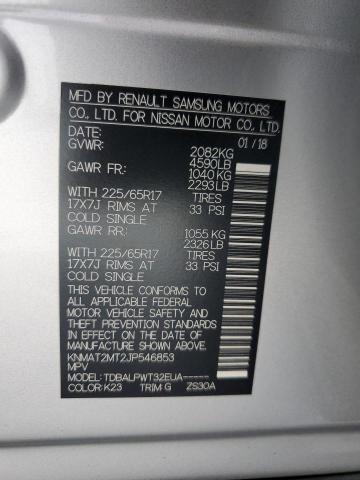 MFD BY RENAULT SAMSUNG MOTORS
CO., LTD. FOR NISSAN MOTOR CO., LTD.
DATE: 01/18
GVWR: 2082KG
4590LB
GAWR FR: 1040KG
2293LB
WITH 225/65R17 TIRES
17X7J RIMS AT 33 PSI
COLD SINGLE
GAWR RR: 1055KG
2326LB
WITH 225/65R17 TIRES
17X7J RIMS AT 33 PSI
COLD SINGLE
THIS VEHICLE CONFORMS TO
ALL APPLICABLE FEDERAL
MOTOR VEHICLE SAFETY AND
THEFT PREVENTION STANDARDS
IN EFFECT ON THE DATE OF
MANUFACTURE SHOWN ABOVE.
KNMAT2MT2JP546853
MPV
MODEL: TDBALPWT32EUA-----
COLOR: K23 TRIM: G ZS30A